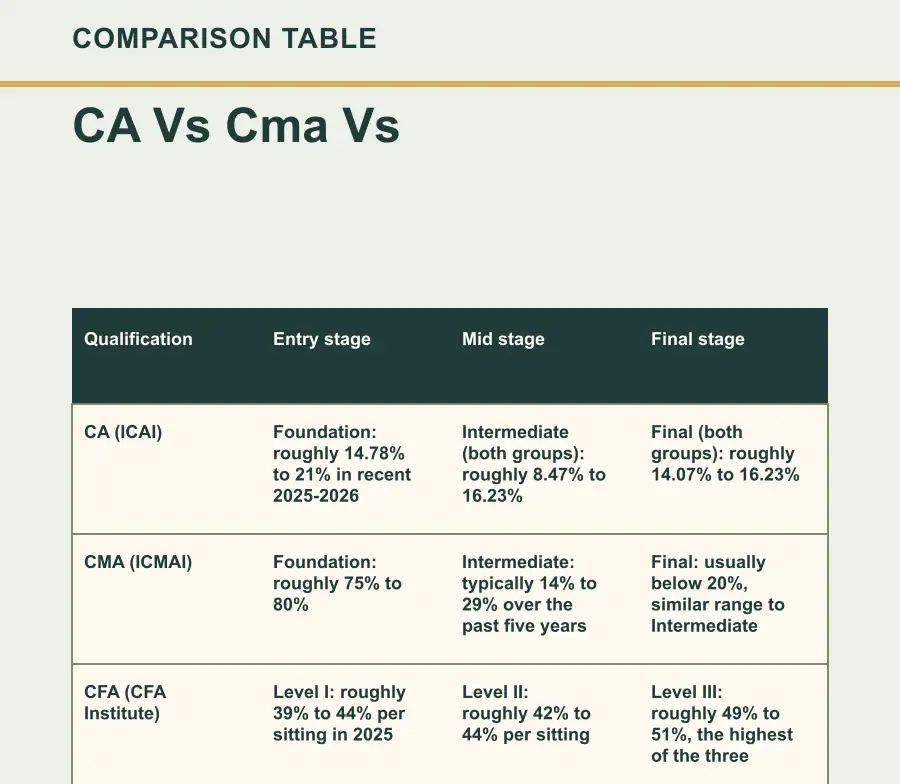 COMPARISON TABLE
CA Vs Cma Vs
Qualification
Entry stage
Mid stage
Final stage
CA (ICAI)
Foundation:
roughly 14.78%
to 21% in recent
2025-2026
Intermediate
(both groups):
roughly 8.47% to
16.23%
Final (both
groups): roughly
14.07% to 16.23%
CMA (ICMAI)
Foundation:
roughly 75% to
80%
Intermediate:
typically 14% to
29% over the
past five years
Final: usually
below 20%,
similar range to
Intermediate
CFA (CFA
Institute)
Level I: roughly
39% to 44% per
sitting in 2025
Level II:
roughly 42% to
44% per sitting
Level III:
roughly 49% to
51%, the highest
of the three